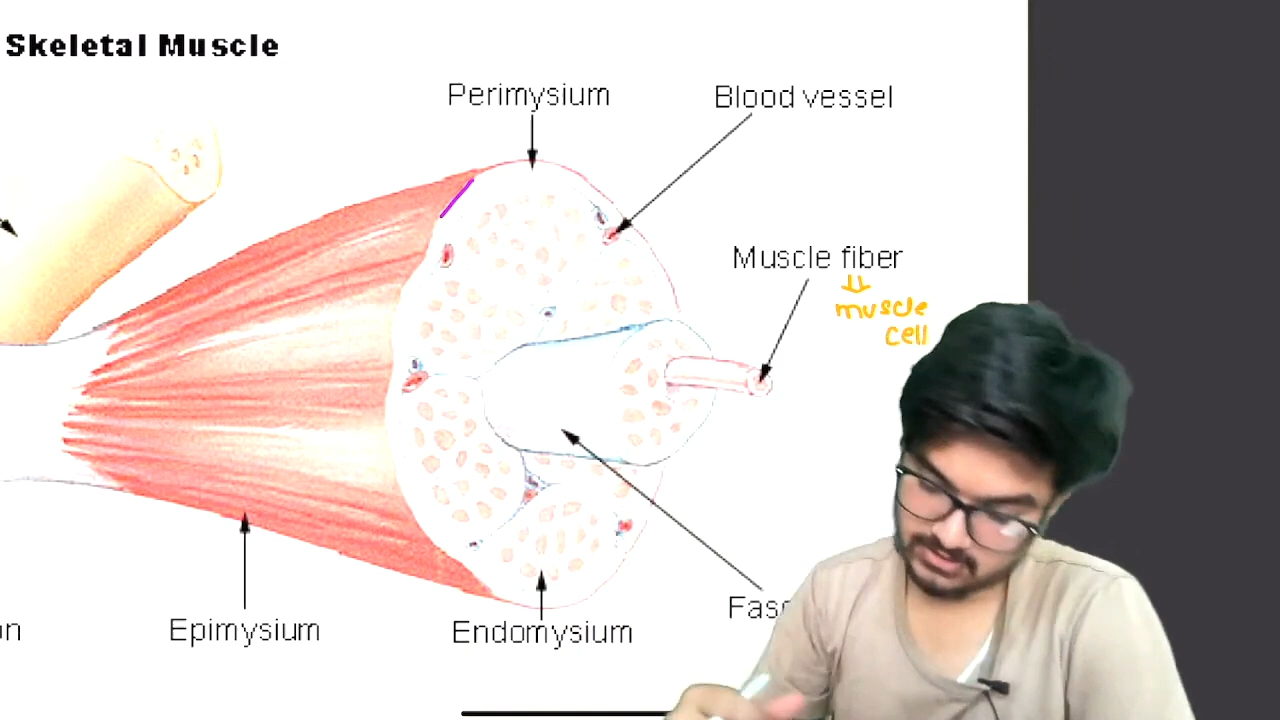 Skeletal Muscle
Perimysium
Blood vessel
Muscle fiber
muscle
cell
Epimysium
Endomysium